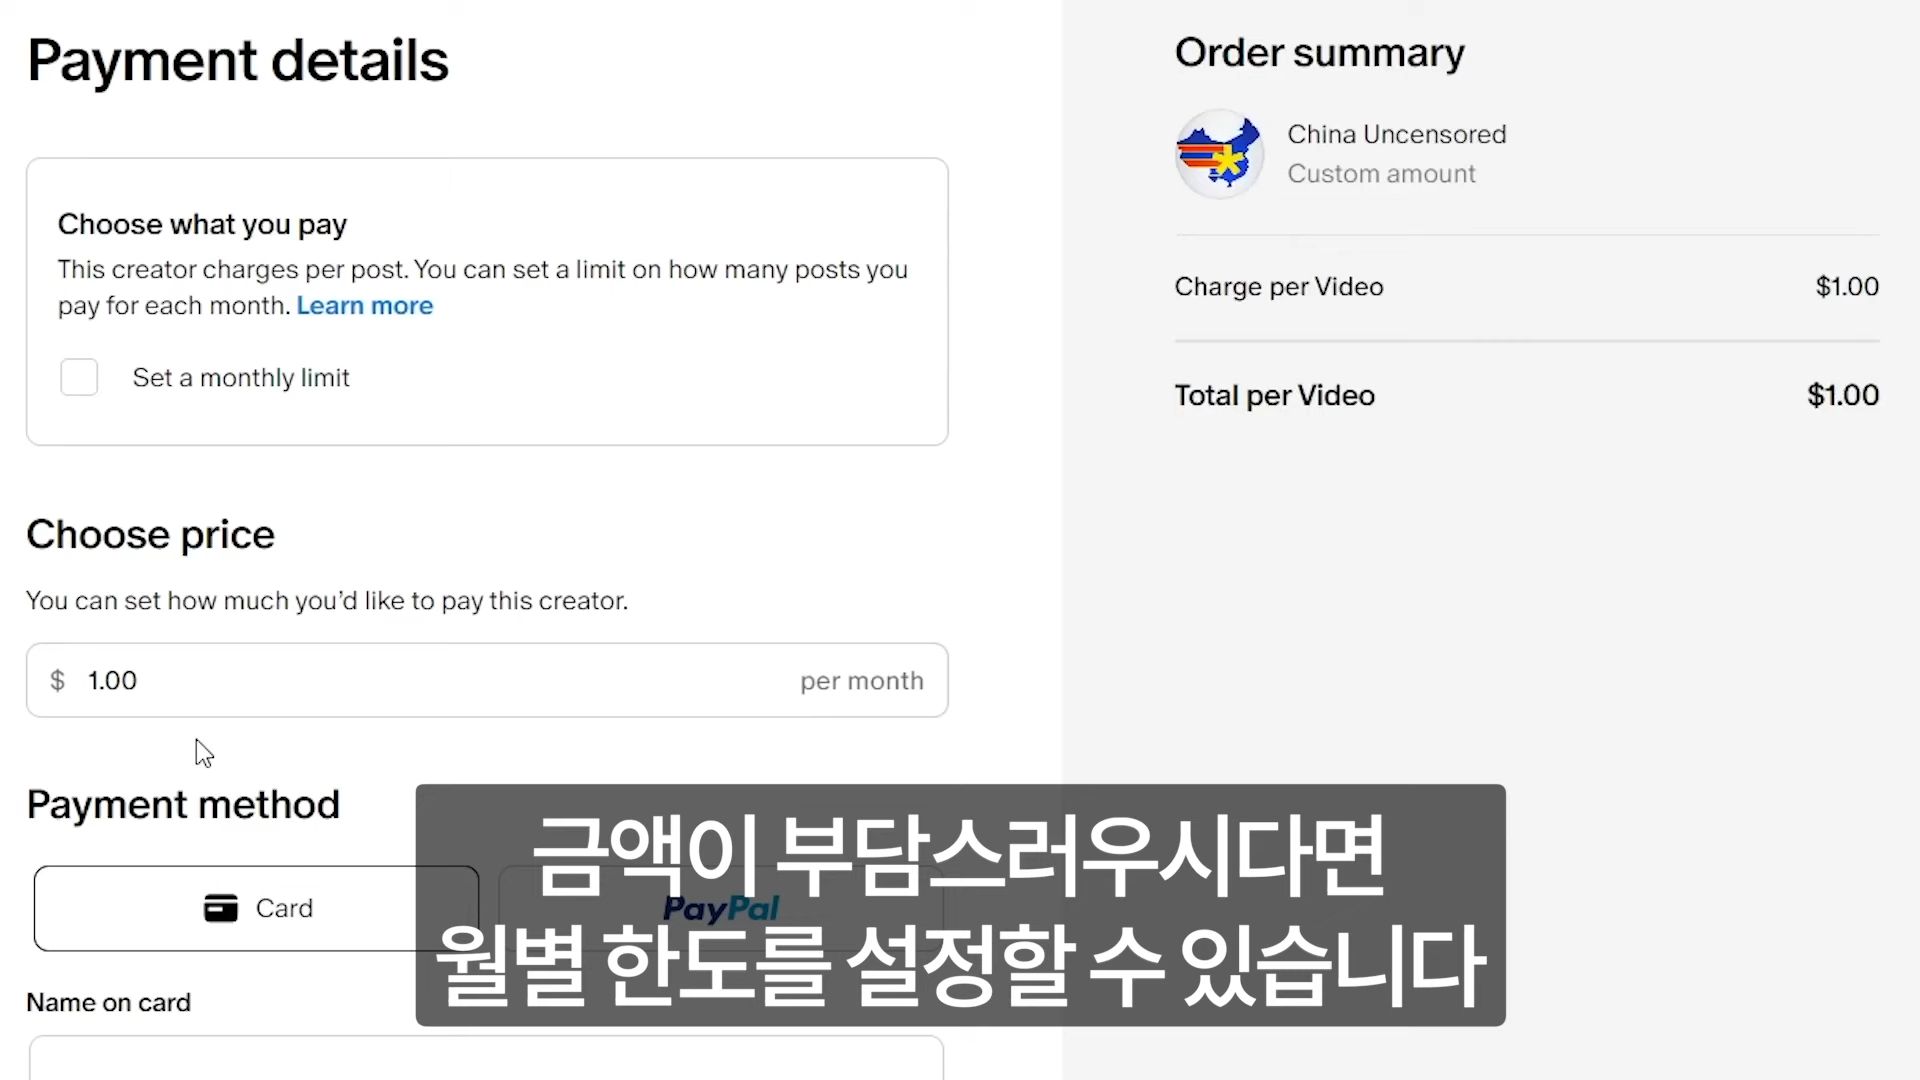 Payment details
Choose what you pay
This creator charges per post. You can set a limit on how many posts you
pay for each month. Learn more
Set a monthly limit
Choose price
You can set how much you’d like to pay this creator.
$ 1.00 per month
Payment method
Card
PayPal
Name on card
Order summary
China Uncensored
Custom amount
Charge per Video $1.00
Total per Video $1.00
금액이 부담스러우시다면
월별 한도를 설정할 수 있습니다